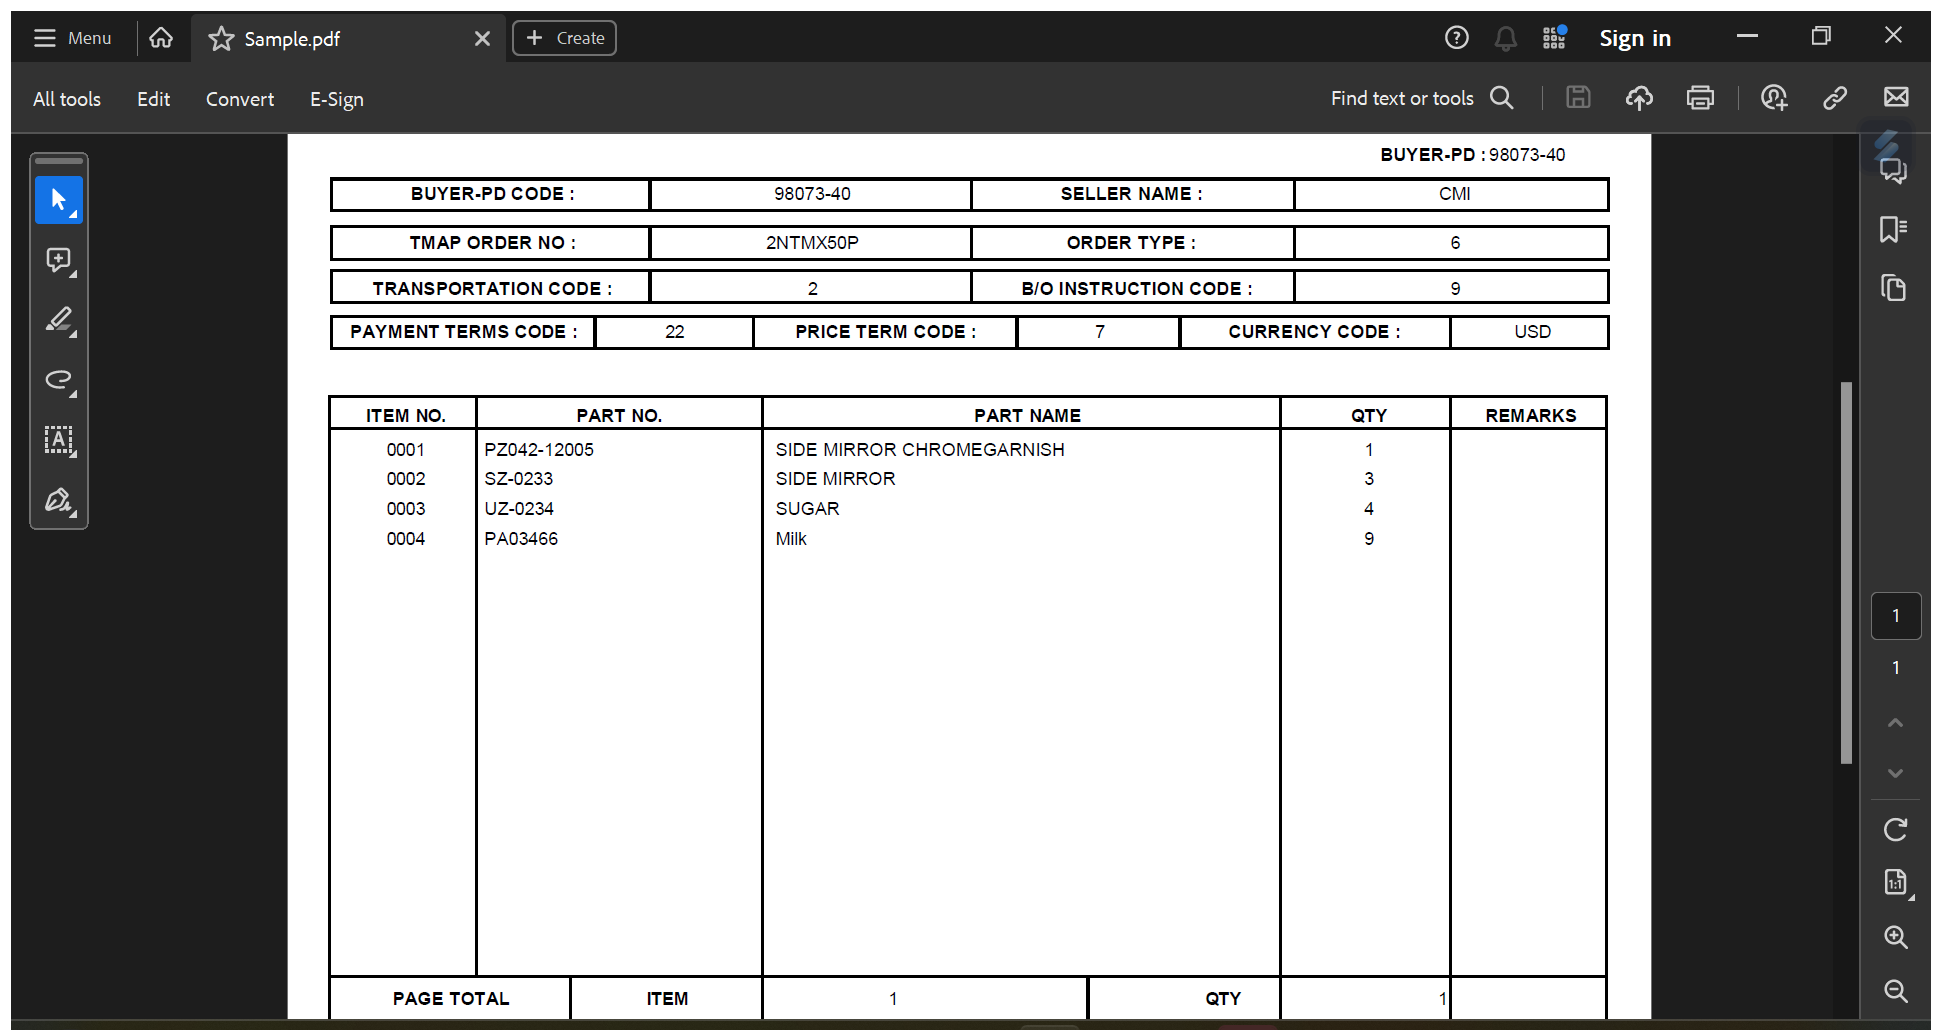 Menu Sample.pdf Create Sign in
All tools Edit Convert E-Sign Find text or tools
BUYER-PD : 98073-40
BUYER-PD CODE : 98073-40 SELLER NAME : CMI
TMAP ORDER NO : 2NTMX50P ORDER TYPE : 6
TRANSPORTATION CODE : 2 B/O INSTRUCTION CODE : 9
PAYMENT TERMS CODE : 22 PRICE TERM CODE : 7 CURRENCY CODE : USD
ITEM NO. PART NO. PART NAME QTY REMARKS
0001 PZ042-12005 SIDE MIRROR CHROMEGARNISH 1
0002 SZ-0233 SIDE MIRROR 3
0003 UZ-0234 SUGAR 4
0004 PA03466 Milk 9
PAGE TOTAL ITEM 1 QTY 1
1
1
1:1